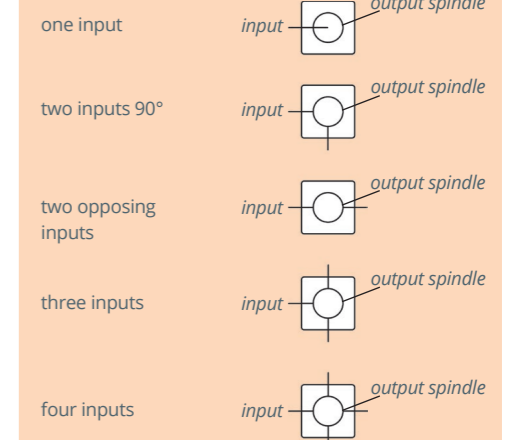 one input
input
output spindle
two inputs 90°
input
output spindle
two opposing
inputs
input
output spindle
three inputs
input
output spindle
four inputs
input
output spindle